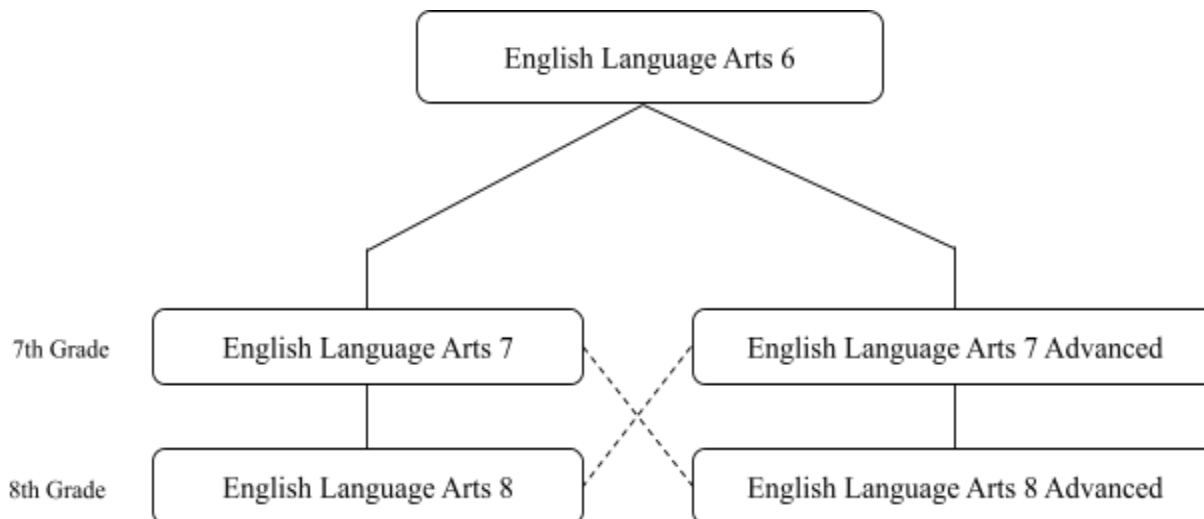 English Language Arts 6
7th Grade
English Language Arts 7
English Language Arts 7 Advanced
8th Grade
English Language Arts 8
English Language Arts 8 Advanced